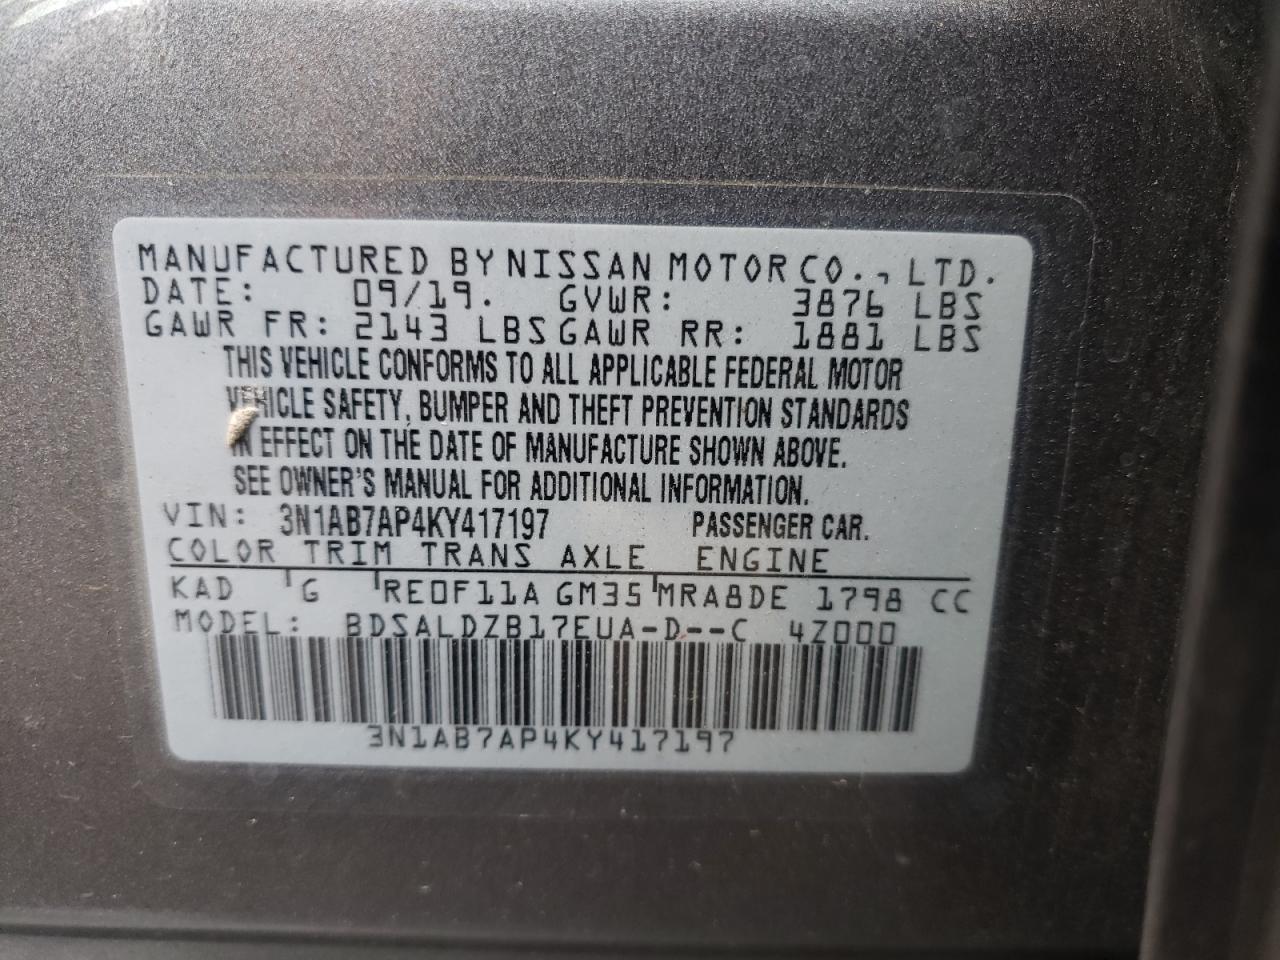 MANUFACTURED BY NISSAN MOTOR CO., LTD.
DATE: 09/19. GVWR: 3876 LBS
GAWR FR: 2143 LBS GAWR RR: 1881 LBS
THIS VEHICLE CONFORMS TO ALL APPLICABLE FEDERAL MOTOR
VEHICLE SAFETY, BUMPER AND THEFT PREVENTION STANDARDS
IN EFFECT ON THE DATE OF MANUFACTURE SHOWN ABOVE.
SEE OWNER'S MANUAL FOR ADDITIONAL INFORMATION.
VIN: 3N1AB7AP4KY417197 PASSENGER CAR.
COLOR TRIM TRANS AXLE ENGINE
KAD G RE0F11A GM35 MRA8DE 1798 CC
MODEL: BDSALDZB17EUA-D--C 4Z000
3N1AB7AP4KY417197